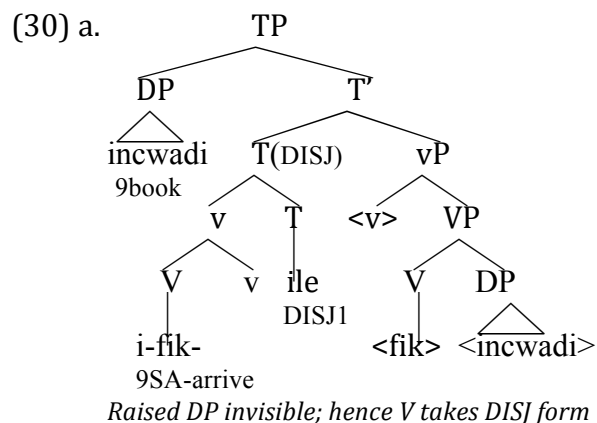 (30) a. TP
DP T’
incwadi T(DISJ) vP
9book
v T <v> VP
V v ile V DP
DISJ1
i-fik- <fik> <incwadi>
9SA-arrive
Raised DP invisible; hence V takes DISJ form